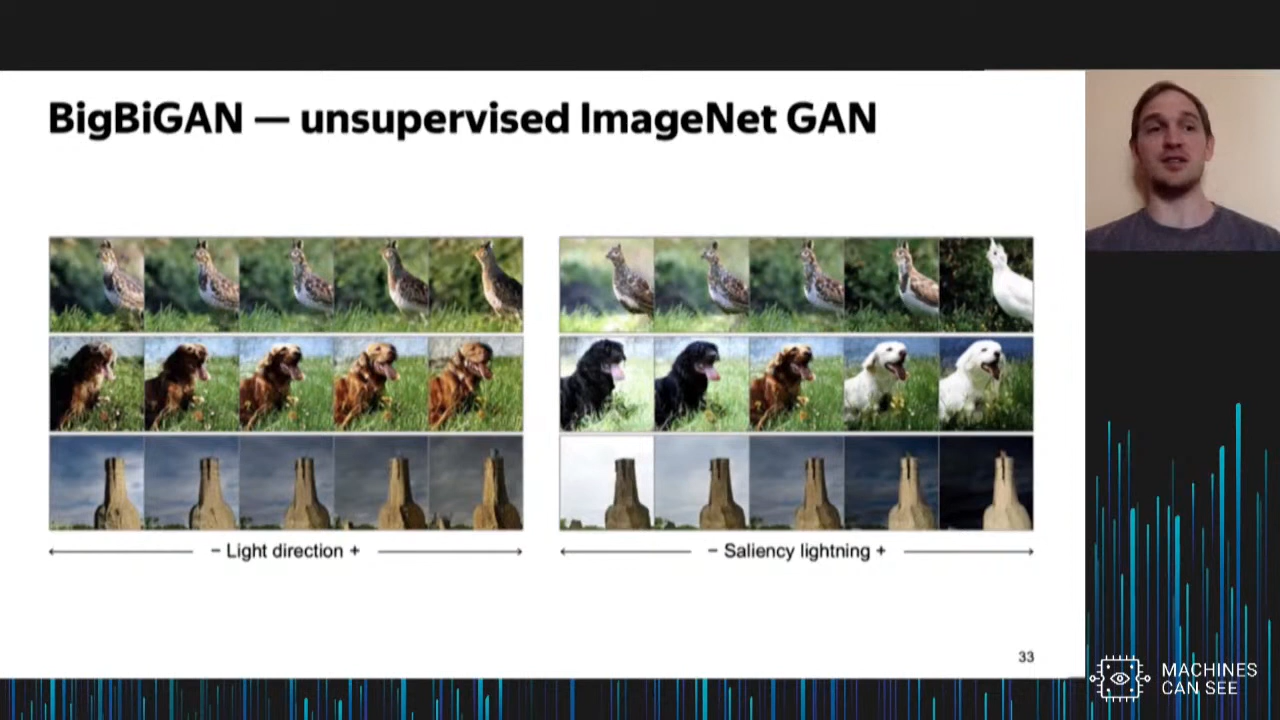 BigBiGAN — unsupervised ImageNet GAN
− Light direction +
− Saliency lightning +
33
MACHINES
CAN SEE